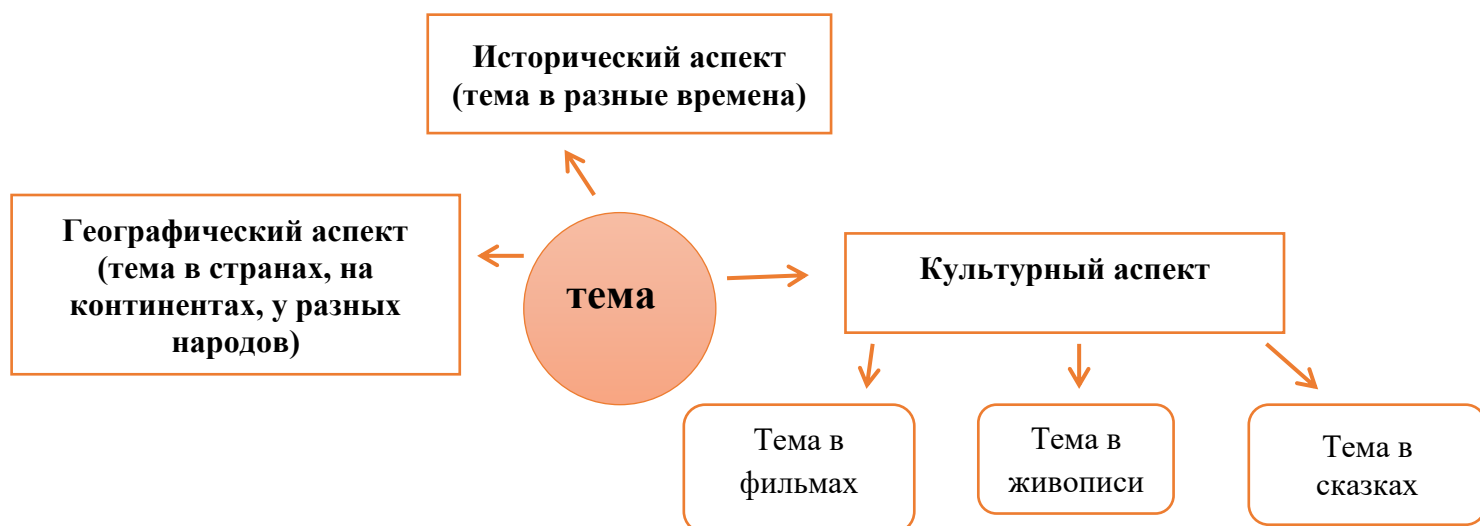 Исторический аспект
(тема в разные времена)
Географический аспект
(тема в странах, на
континентах, у разных
народов)
тема
Культурный аспект
Тема в
фильмах
Тема в
живописи
Тема в
сказках